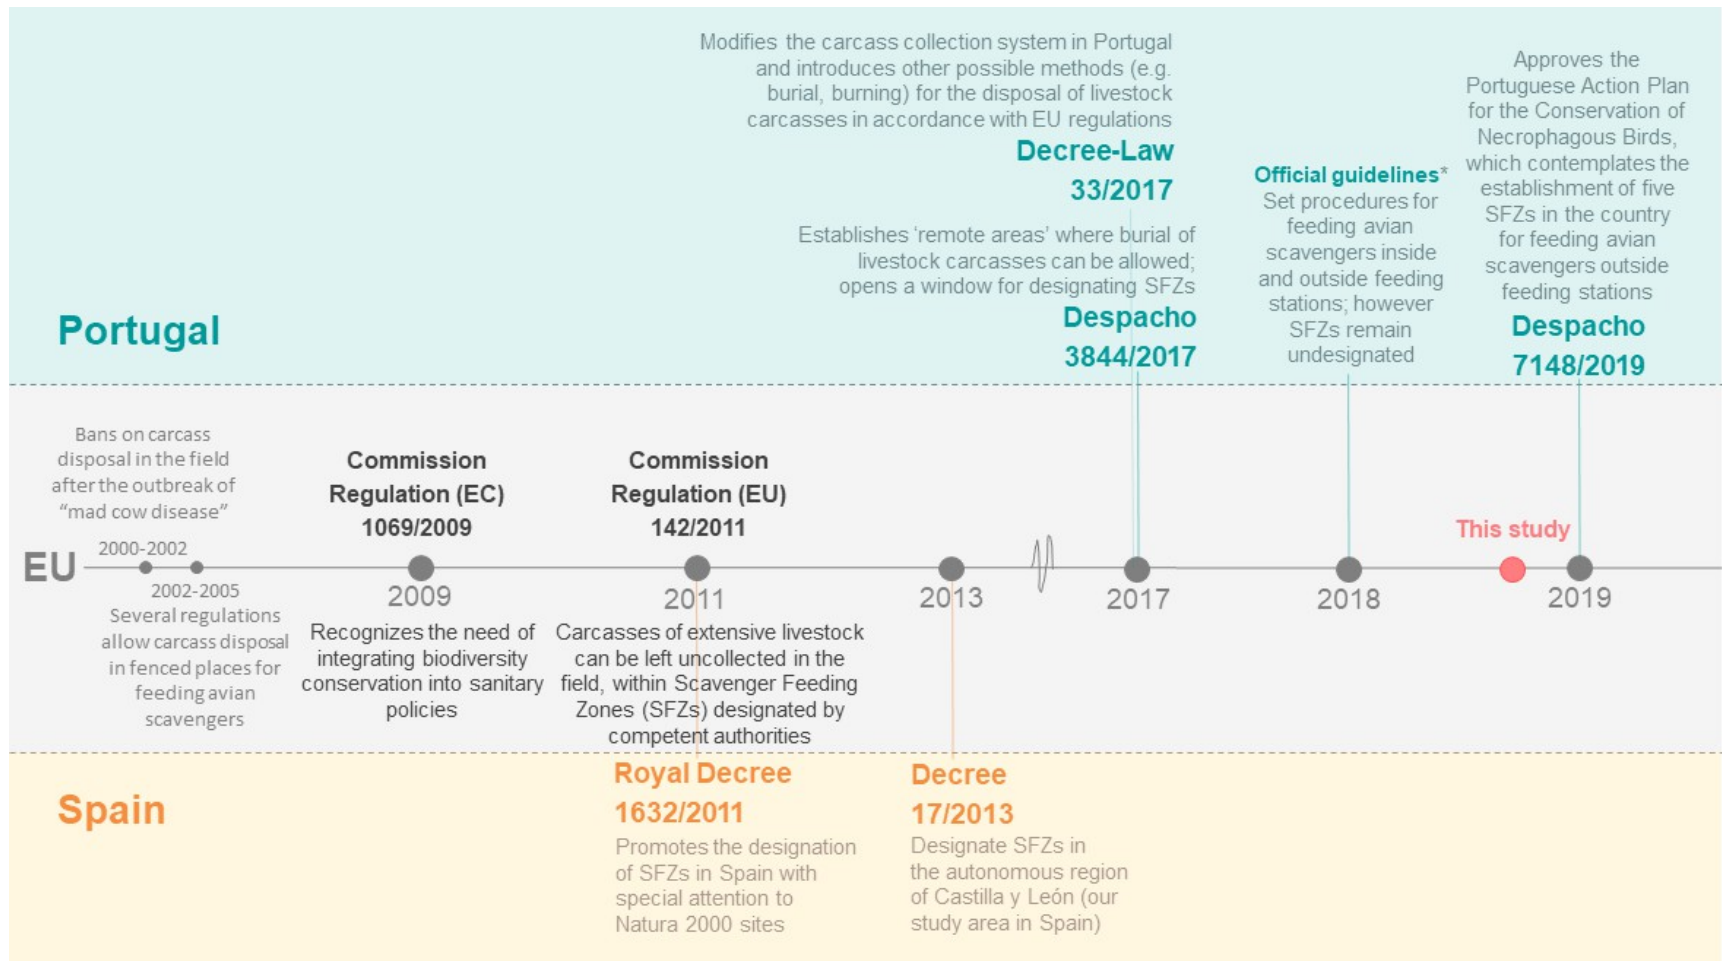 Modifies the carcass collection system in Portugal
and introduces other possible methods (e.g.
burial, burning) for the disposal of livestock
carcasses in accordance with EU regulations
Decree-Law
33/2017
Establishes ‘remote areas’ where burial of
livestock carcasses can be allowed;
opens a window for designating SFZs
Despacho
3844/2017
Official guidelines*
Set procedures for
feeding avian
scavengers inside
and outside feeding
stations; however
SFZs remain
undesignated
Approves the
Portuguese Action Plan
for the Conservation of
Necrophagous Birds,
which contemplates the
establishment of five
SFZs in the country
for feeding avian
scavengers outside
feeding stations
Despacho
7148/2019
Portugal
Bans on carcass
disposal in the field
after the outbreak of
“mad cow disease”
Commission
Regulation (EC)
1069/2009
Commission
Regulation (EU)
142/2011
This study
EU
2000-2002
2002-2005
Several regulations
allow carcass disposal
in fenced places for
feeding avian
scavengers
2009
Recognizes the need of
integrating biodiversity
conservation into sanitary
policies
2011
Carcasses of extensive livestock
can be left uncollected in the
field, within Scavenger Feeding
Zones (SFZs) designated by
competent authorities
2013
2017
2018
2019
Spain
Royal Decree
1632/2011
Promotes the designation
of SFZs in Spain with
special attention to
Natura 2000 sites
Decree
17/2013
Designate SFZs in
the autonomous region
of Castilla y León (our
study area in Spain)